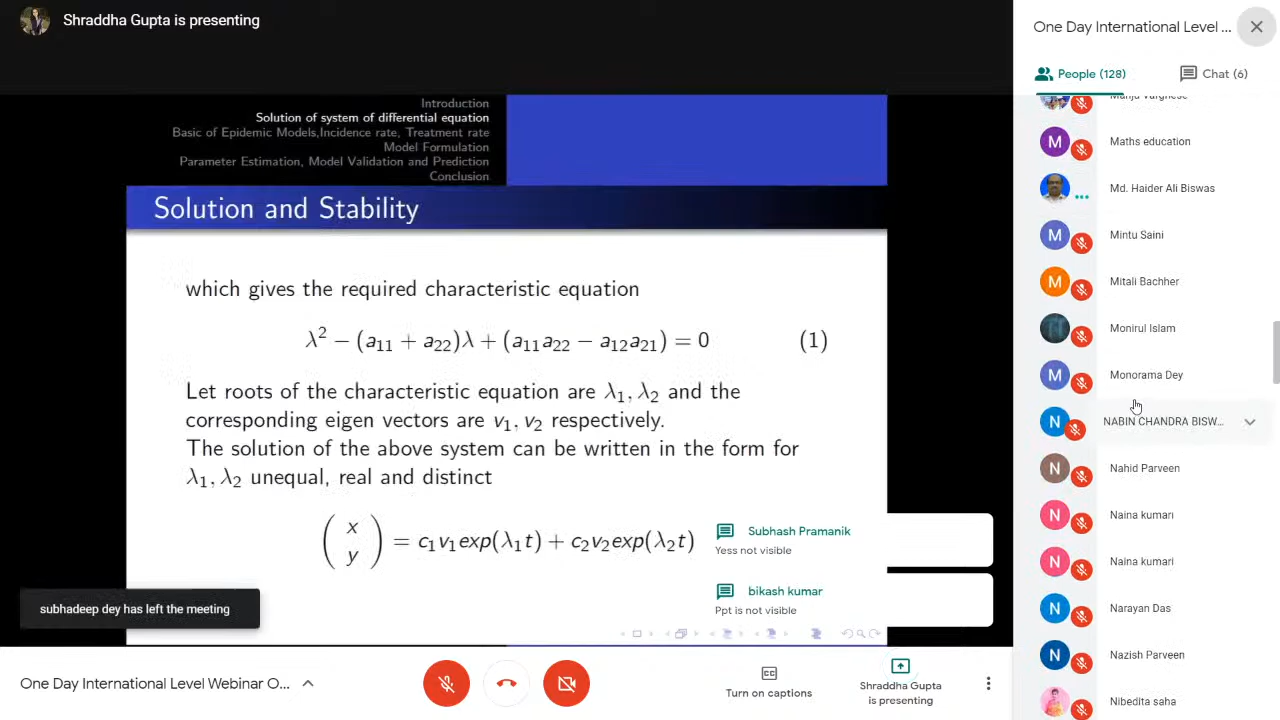 Shraddha Gupta is presenting
Introduction
Solution of system of differential equation
Basic of Epidemic Models,Incidence rate, Treatment rate
Model Formulation
Parameter Estimation, Model Validation and Prediction
Conclusion
Solution and Stability
which gives the required characteristic equation
λ² − (a₁₁ + a₂₂)λ + (a₁₁a₂₂ − a₁₂a₂₁) = 0 (1)
Let roots of the characteristic equation are λ₁, λ₂ and the
corresponding eigen vectors are v₁, v₂ respectively.
The solution of the above system can be written in the form for
λ₁, λ₂ unequal, real and distinct
( x y ) = c₁v₁exp(λ₁t) + c₂v₂exp(λ₂t)
Subhash Pramanik
Yess not visible
bikash kumar
Ppt is not visible
subhadeep dey has left the meeting
One Day International Level Webinar O...
Turn on captions
Shraddha Gupta
is presenting
One Day International Level ...
People (128)
Chat (6)
Manju Varghese
M
Maths education
Md. Haider Ali Biswas
M
Mintu Saini
M
Mitali Bachher
Monirul Islam
M
Monorama Dey
N
NABIN CHANDRA BISW...
N
Nahid Parveen
N
Naina kumari
N
Naina kumari
N
Narayan Das
N
Nazish Parveen
Nibedita saha